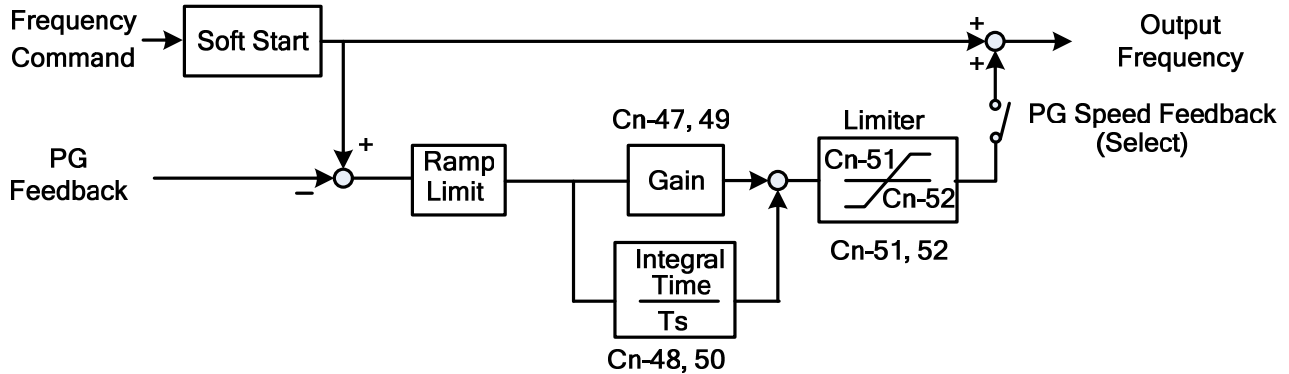 Frequency
Command
Soft Start
+
+
Output
Frequency
PG Speed Feedback
(Select)
PG
Feedback
+
−
Ramp
Limit
Cn-47, 49
Gain
Integral
Time
Ts
Cn-48, 50
Limiter
Cn-51
Cn-52
Cn-51, 52